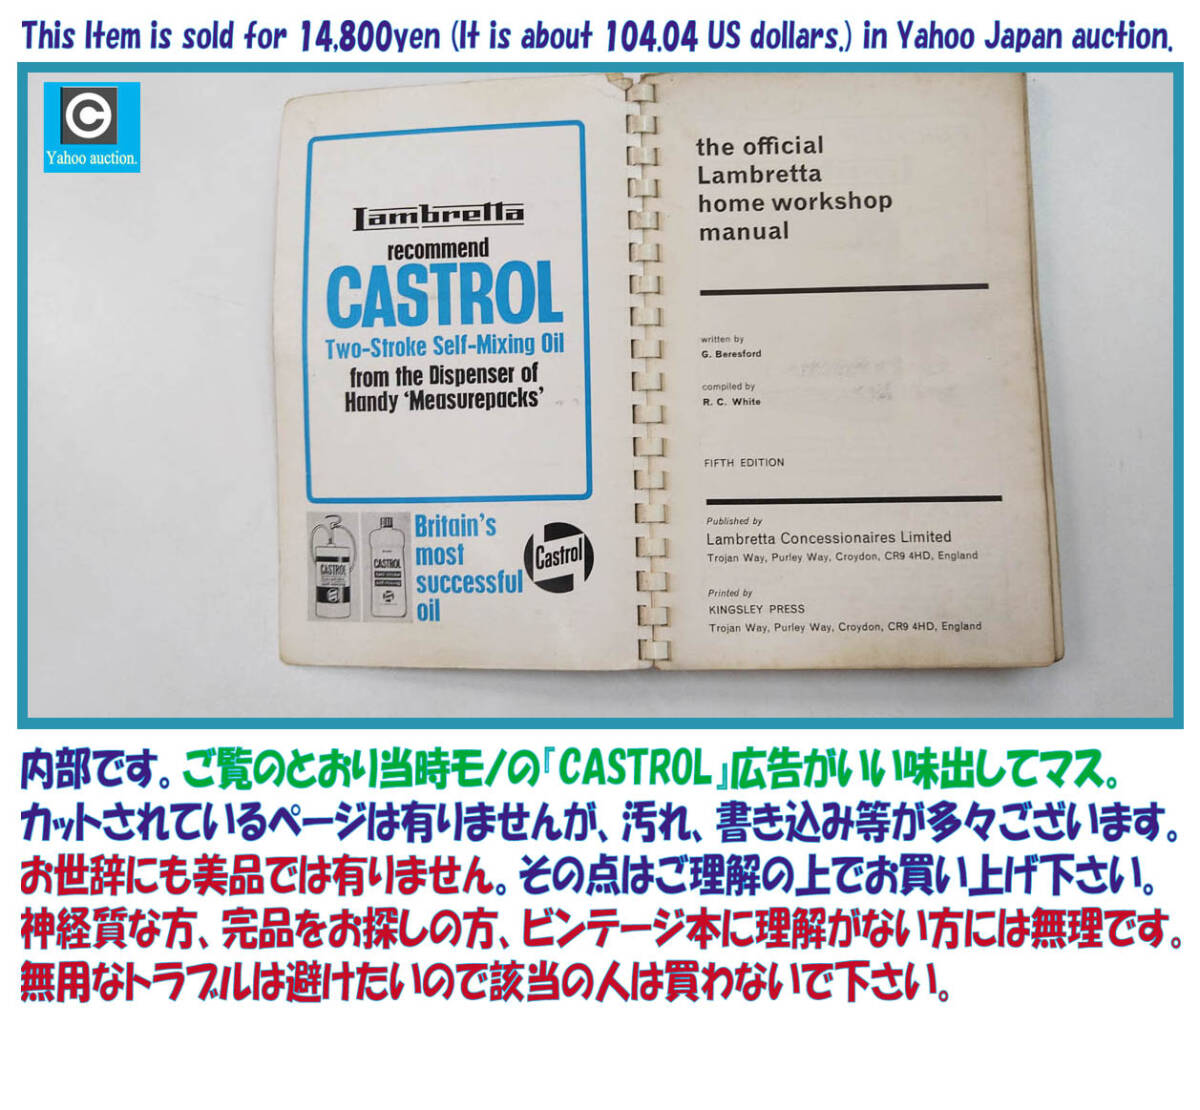 This Item is sold for 14,800yen (It is about 104.04 US dollars.) in Yahoo Japan auction.
C
Yahoo auction.
Lambretta
recommend
CASTROL
Two-Stroke Self-Mixing Oil
from the Dispenser of
Handy 'Measurepacks'
CASTROL
CASTROL
Britain's
most
successful
oil
Castrol
the official
Lambretta
home workshop
manual
written by
G. Beresford
compiled by
R. C. White
FIFTH EDITION
Published by
Lambretta Concessionaires Limited
Trojan Way, Purley Way, Croydon, CR9 4HD, England
Printed by
KINGSLEY PRESS
Trojan Way, Purley Way, Croydon, CR9 4HD, England
内部です。ご覧のとおり当時モノの『CASTROL』広告がいい味出してマス。
カットされているページは有りませんが、汚れ、書き込み等が多々ございます。
お世辞にも美品では有りません。その点はご理解の上でお買い上げ下さい。
神経質な方、完品をお探しの方、ビンテージ本に理解がない方には無理です。
無用なトラブルは避けたいので該当の人は買わないで下さい。